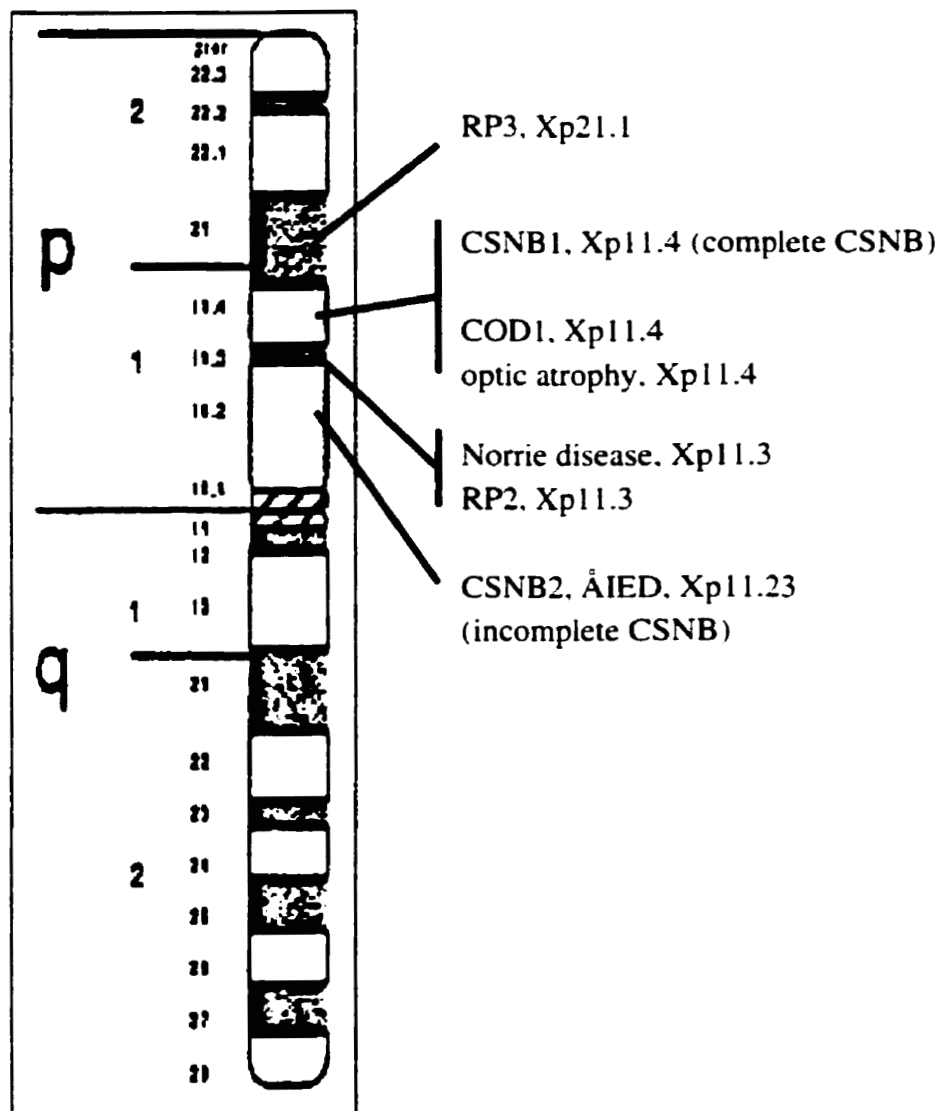 pter
22.3
2
22.2
22.1
21
p
11.4
1
11.3
11.2
11.1
11
12
1
13
q
21
22
23
24
2
25
26
27
28
RP3, Xp21.1
CSNB1, Xp11.4 (complete CSNB)
COD1, Xp11.4
optic atrophy, Xp11.4
Norrie disease, Xp11.3
RP2, Xp11.3
CSNB2, ÅIED, Xp11.23
(incomplete CSNB)